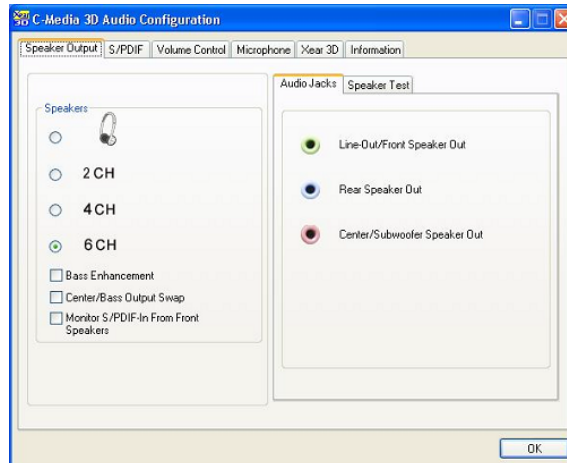 C-Media 3D Audio Configuration
Speaker Output S/PDIF Volume Control Microphone Xear 3D Information
Speakers
2 CH
4 CH
6 CH
Bass Enhancement
Center/Bass Output Swap
Monitor S/PDIF-In From Front
Speakers
Audio Jacks Speaker Test
Line-Out/Front Speaker Out
Rear Speaker Out
Center/Subwoofer Speaker Out
OK